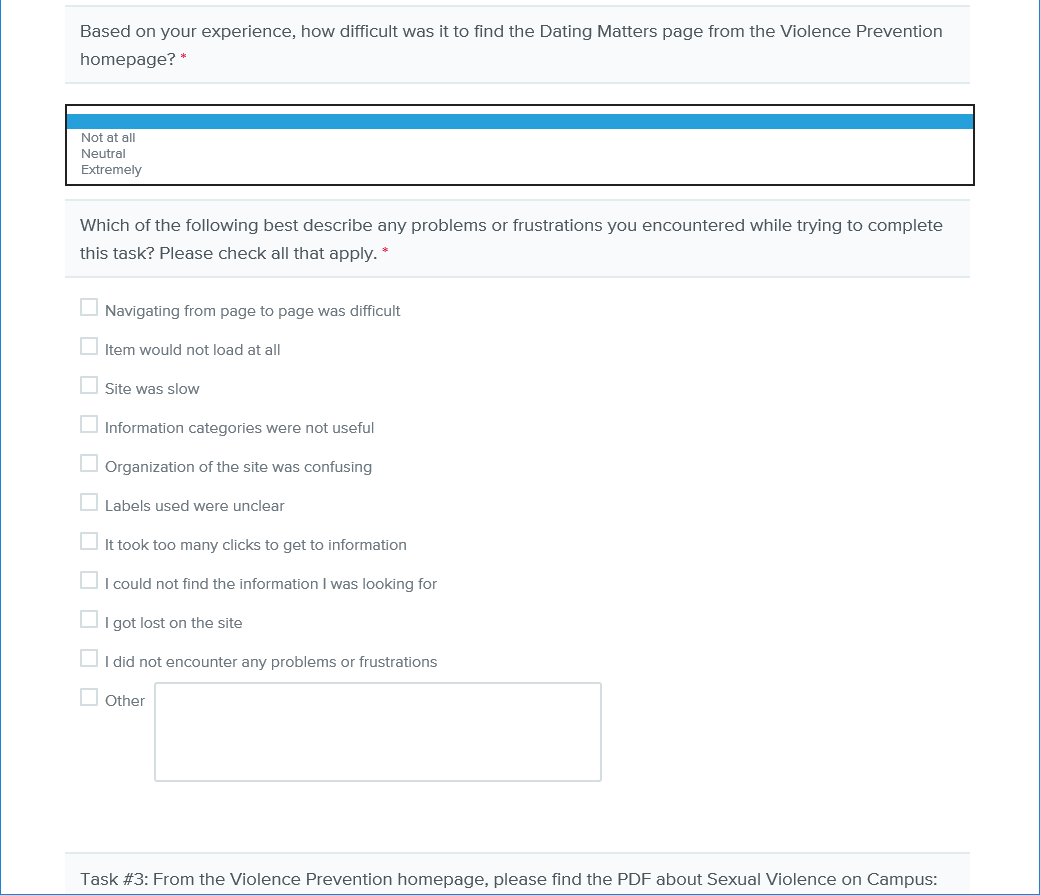 Based on your experience, how difficult was it to find the Dating Matters page from the Violence Prevention
homepage? *
Not at all
Neutral
Extremely
Which of the following best describe any problems or frustrations you encountered while trying to complete
this task? Please check all that apply. *
Navigating from page to page was difficult
Item would not load at all
Site was slow
Information categories were not useful
Organization of the site was confusing
Labels used were unclear
It took too many clicks to get to information
I could not find the information I was looking for
I got lost on the site
I did not encounter any problems or frustrations
Other
Task #3: From the Violence Prevention homepage, please find the PDF about Sexual Violence on Campus: